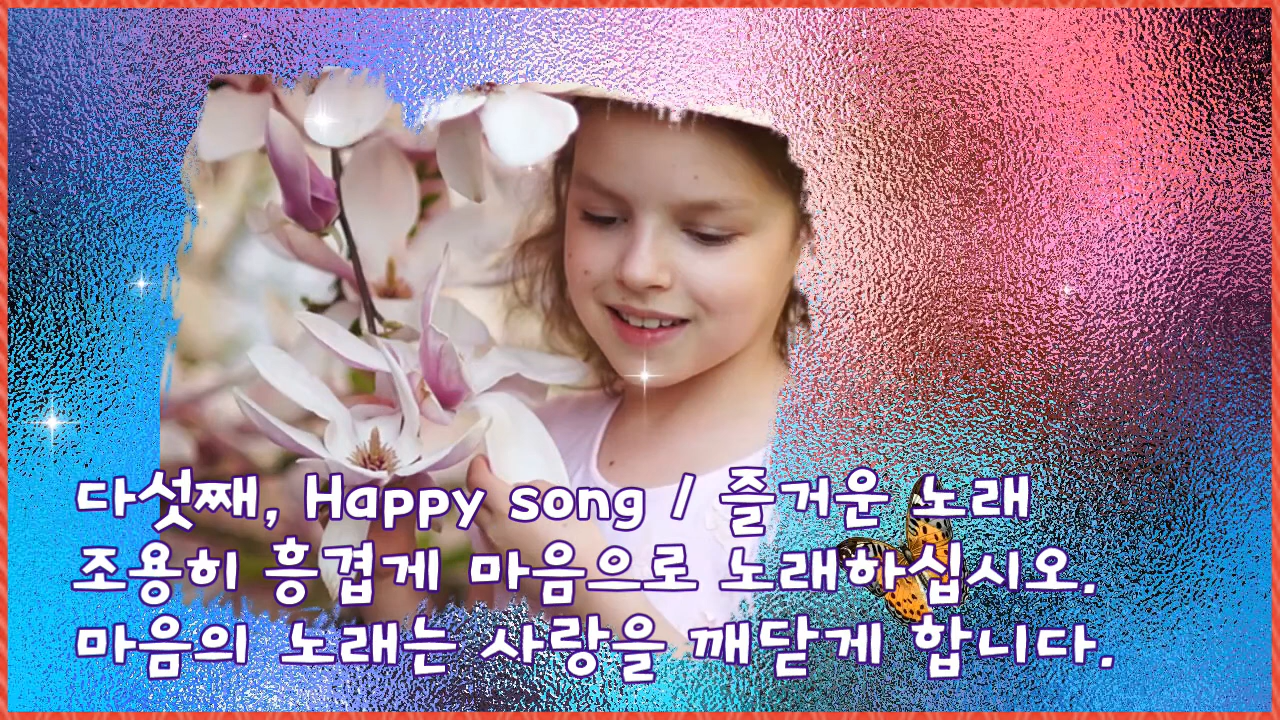 다섯째, Happy song / 즐거운 노래
조용히 흥겹게 마음으로 노래하십시오.
마음의 노래는 사랑을 깨닫게 합니다.